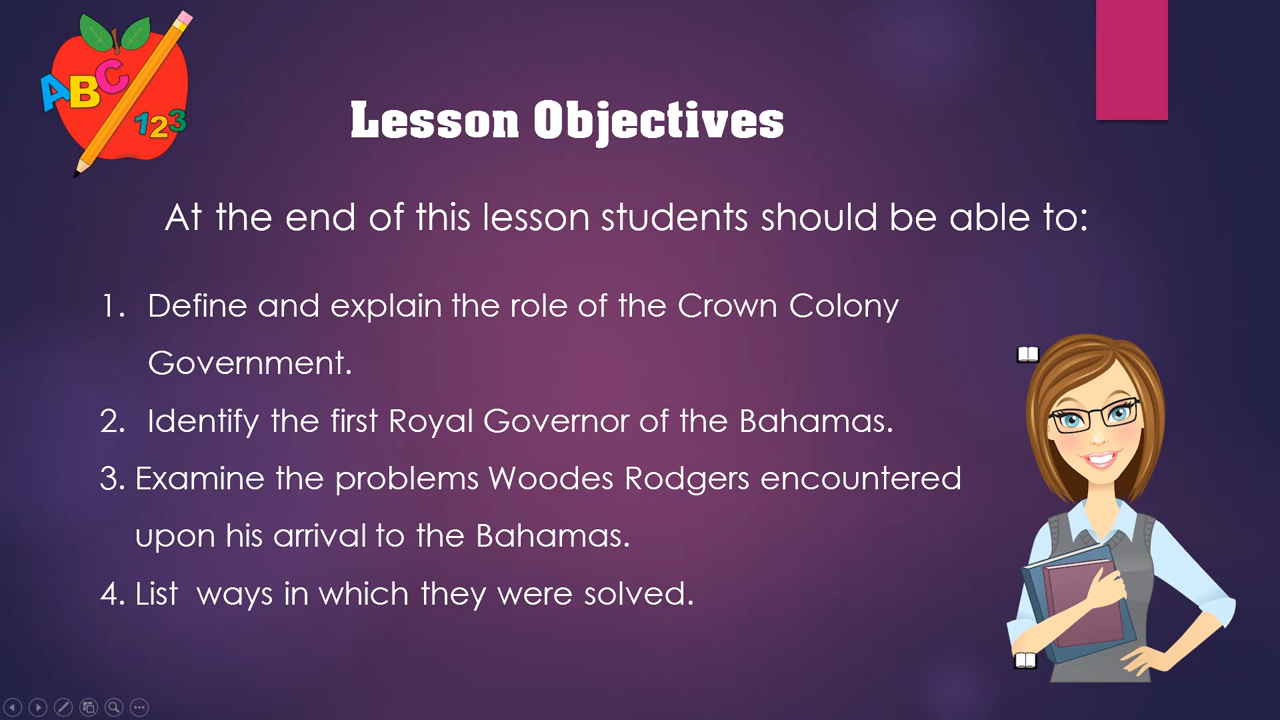 ABC
123
Lesson Objectives
At the end of this lesson students should be able to:
1. Define and explain the role of the Crown Colony
Government.
2. Identify the first Royal Governor of the Bahamas.
3. Examine the problems Woodes Rodgers encountered
upon his arrival to the Bahamas.
4. List ways in which they were solved.